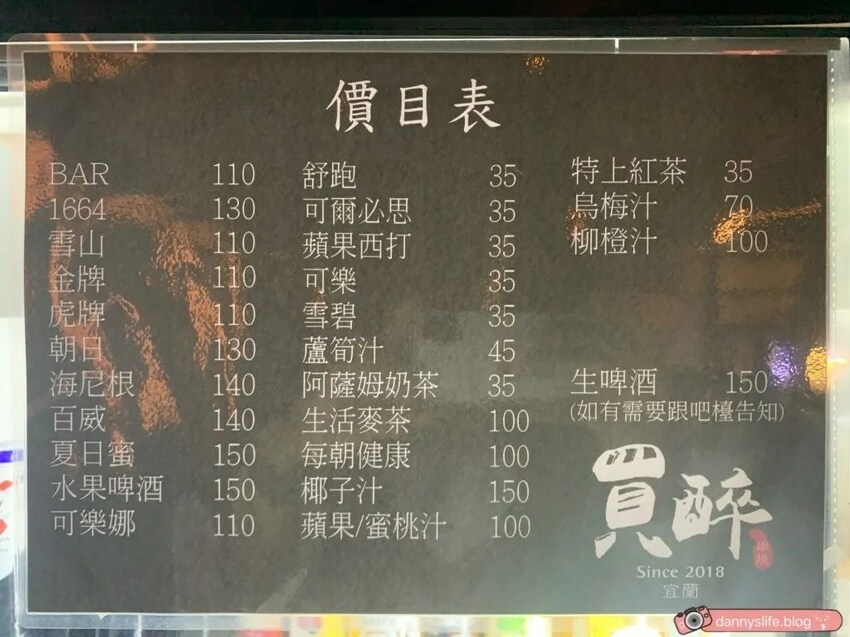 價目表
BAR 110
1664 130
雪山 110
金牌 110
虎牌 110
朝日 130
海尼根 140
百威 140
夏日蜜 150
水果啤酒 150
可樂娜 110
舒跑 35
可爾必思 35
蘋果西打 35
可樂 35
雪碧 35
蘆筍汁 45
阿薩姆奶茶 35
生活麥茶 100
每朝健康 100
椰子汁 150
蘋果/蜜桃汁 100
特上紅茶 35
烏梅汁 70
柳橙汁 100
生啤酒 150
(如有需要跟吧檯告知)
買醉
串燒
Since 2018
宜蘭
dannyslife.blog